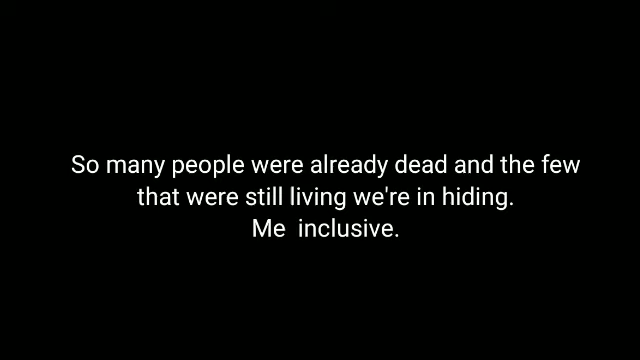 So many people were already dead and the few
that were still living we're in hiding.
Me  inclusive.